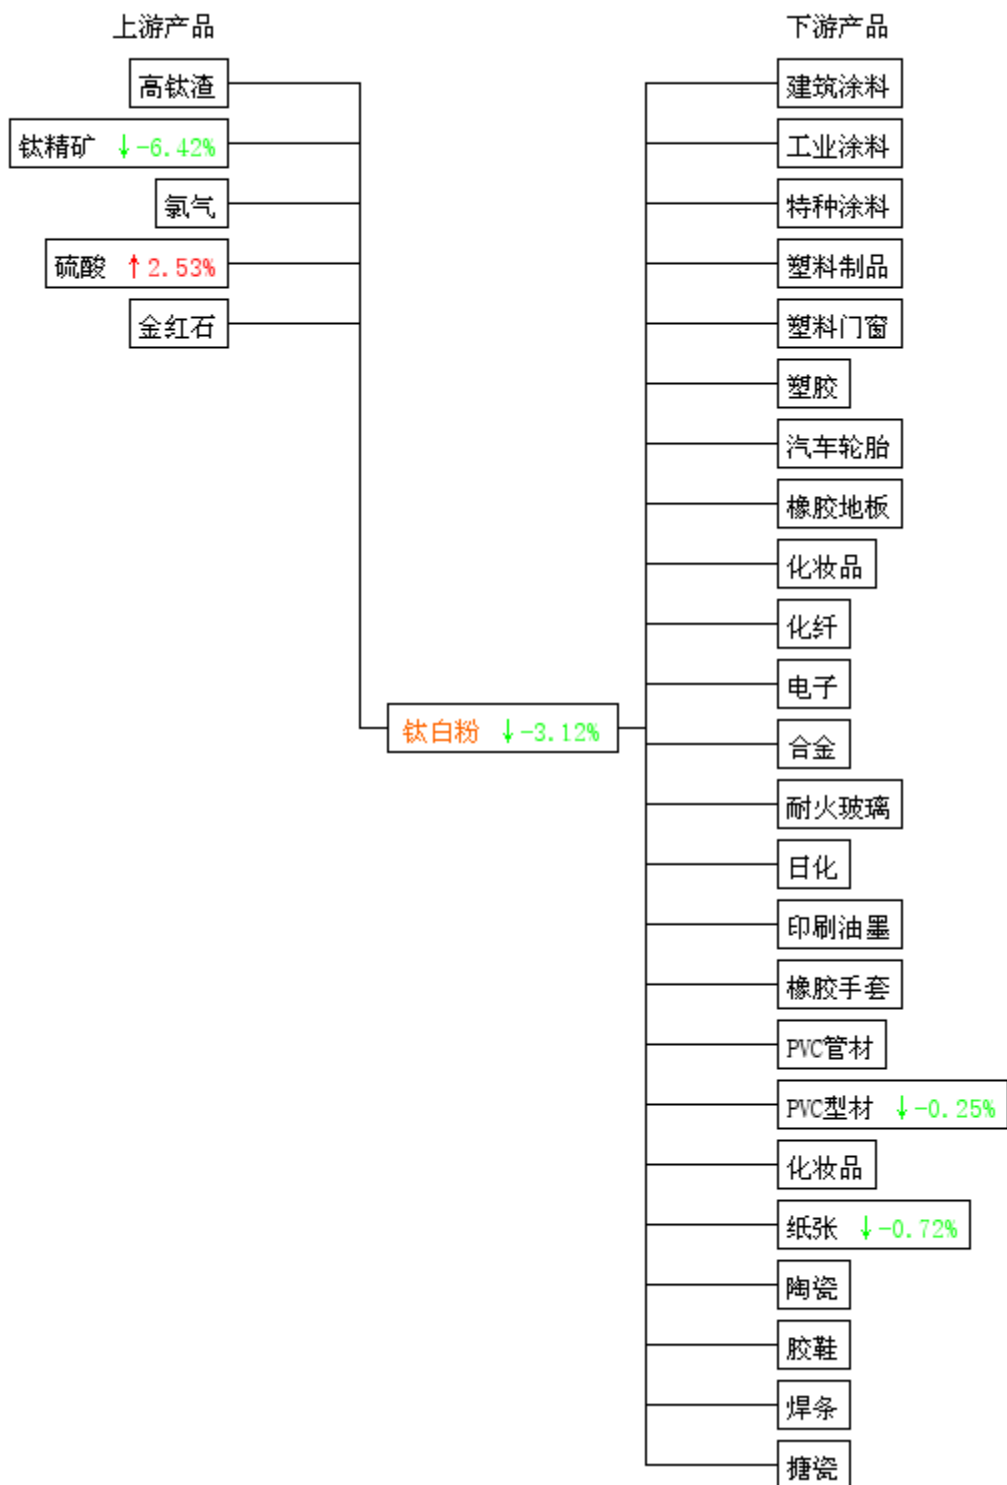 上游产品
高钛渣
钛精矿 ↓-6.42%
氯气
硫酸 ↑2.53%
金红石
钛白粉 ↓-3.12%
下游产品
建筑涂料
工业涂料
特种涂料
塑料制品
塑料门窗
塑胶
汽车轮胎
橡胶地板
化妆品
化纤
电子
合金
耐火玻璃
日化
印刷油墨
橡胶手套
PVC管材
PVC型材 ↓-0.25%
化妆品
纸张 ↓-0.72%
陶瓷
胶鞋
焊条
搪瓷